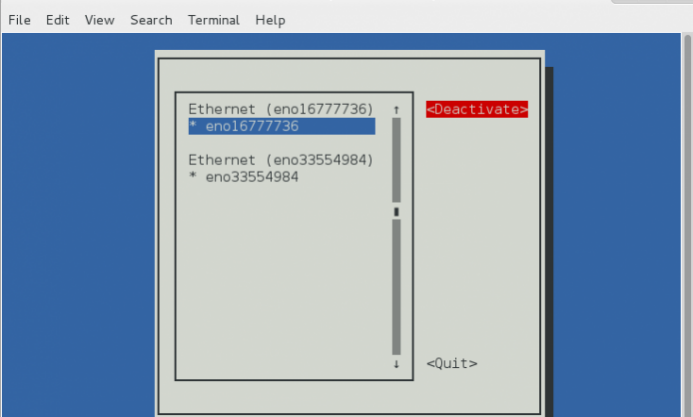 File Edit View Search Terminal Help
Ethernet (eno16777736) ↑ <Deactivate>
* eno16777736
Ethernet (eno33554984)
* eno33554984
↓ <Quit>